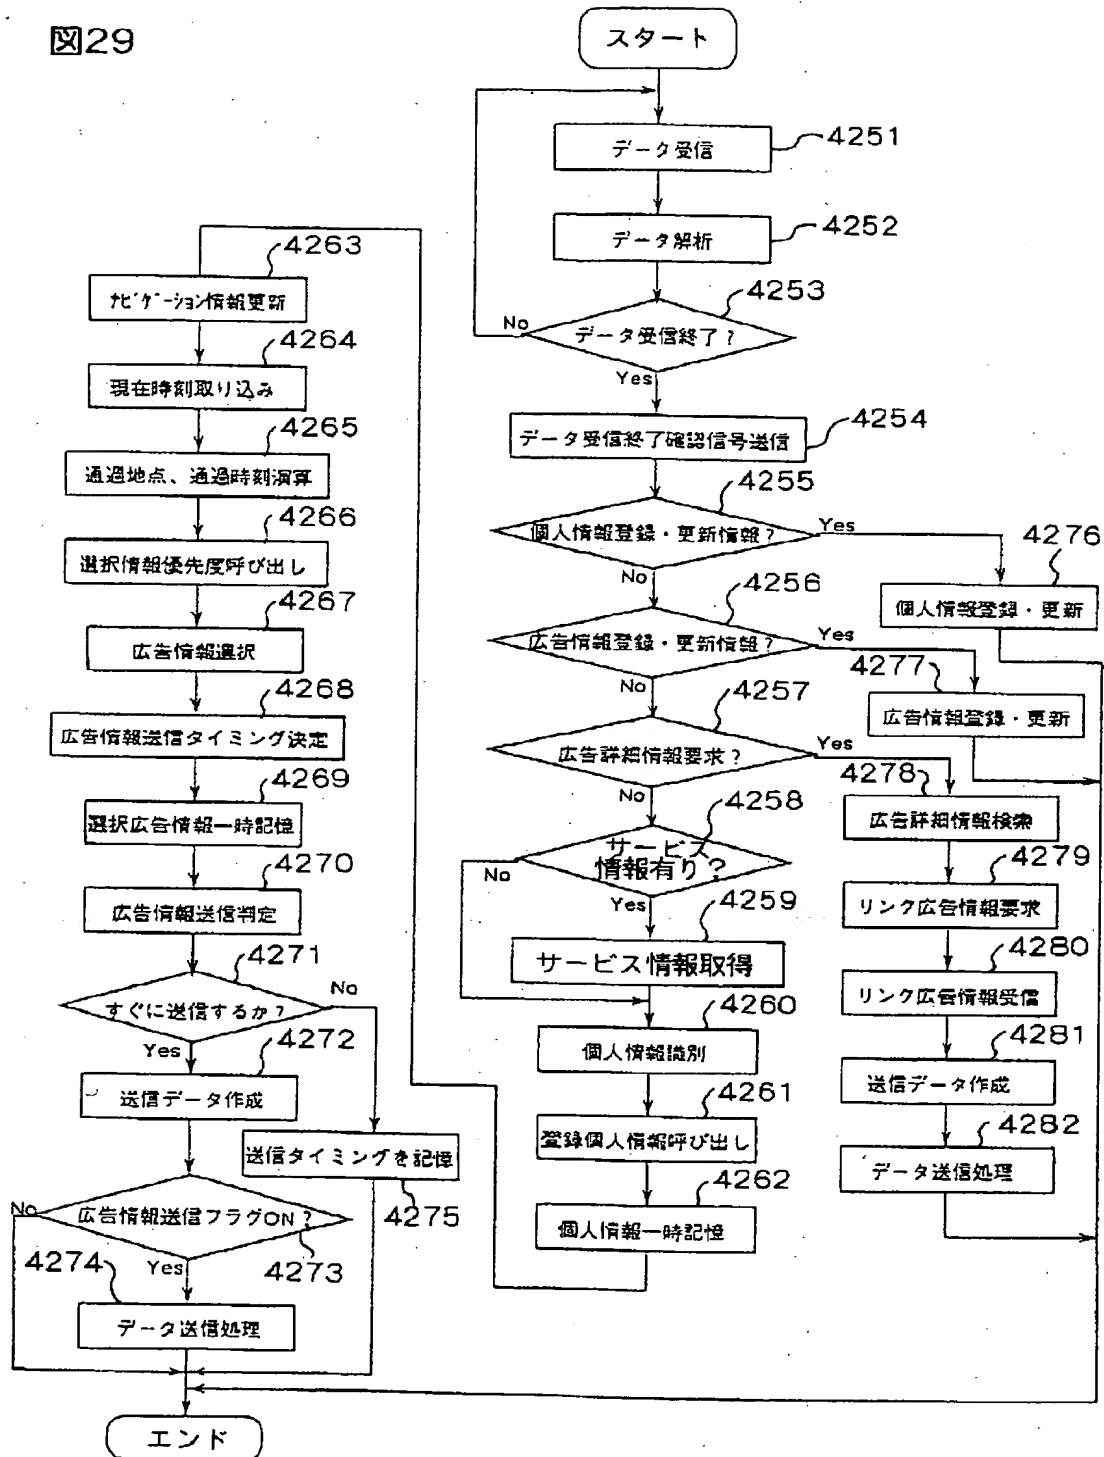 図29
スタート
データ受信
4251
データ解析
4252
データ受信終了?
4253
No
Yes
データ受信終了確認信号送信
4254
個人情報登録・更新情報?
4255
Yes
No
個人情報登録・更新
4276
広告情報登録・更新情報?
4256
Yes
No
広告情報登録・更新
4277
広告詳細情報要求?
4257
Yes
No
広告詳細情報検索
4278
リンク広告情報要求
4279
リンク広告情報受信
4280
送信データ作成
4281
データ送信処理
4282
サービス
情報有り?
4258
No
Yes
サービス情報取得
4259
個人情報識別
4260
登録個人情報呼び出し
4261
個人情報一時記憶
4262
ナビゲーション情報更新
4263
現在時刻取り込み
4264
通過地点、通過時刻演算
4265
選択情報優先度呼び出し
4266
広告情報選択
4267
広告情報送信タイミング決定
4268
選択広告情報一時記憶
4269
広告情報送信判定
4270
すぐに送信するか?
4271
No
Yes
送信データ作成
4272
送信タイミングを記憶
4275
広告情報送信フラグON?
4273
No
Yes
データ送信処理
4274
エンド